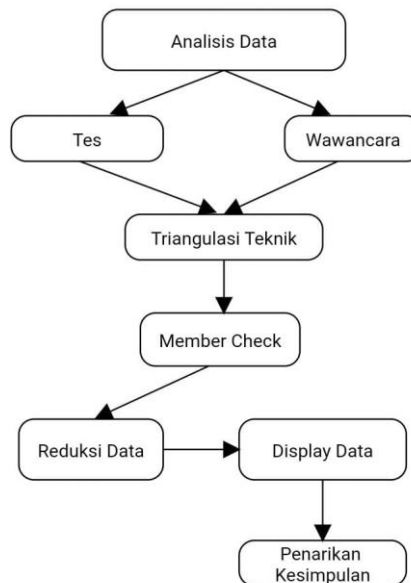 Analisis Data
Tes
Wawancara
Triangulasi Teknik
Member Check
Reduksi Data
Display Data
Penarikan
Kesimpulan